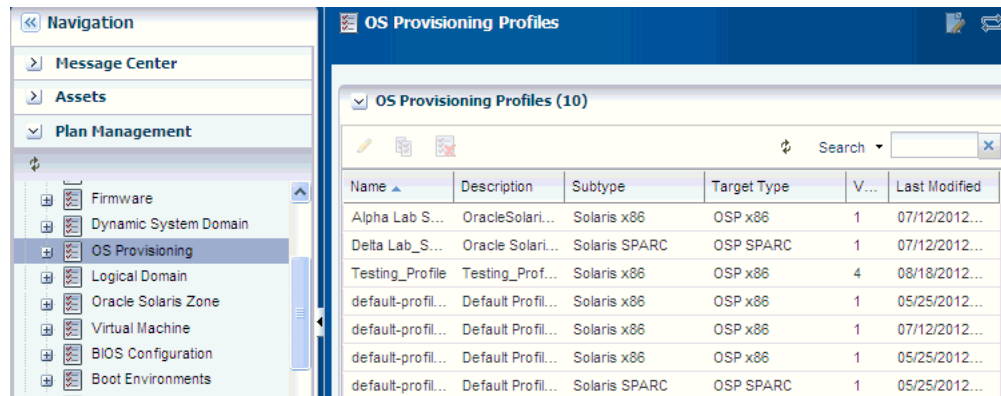 Navigation
Message Center
Assets
Plan Management
Firmware
Dynamic System Domain
OS Provisioning
Logical Domain
Oracle Solaris Zone
Virtual Machine
BIOS Configuration
Boot Environments
OS Provisioning Profiles
OS Provisioning Profiles (10)
Search
Name Description Subtype Target Type V... Last Modified
Alpha Lab S... OracleSolari... Solaris x86 OSP x86 1 07/12/2012...
Delta Lab_S... Oracle Solari... Solaris SPARC OSP SPARC 1 07/12/2012...
Testing_Profile Testing_Prof... Solaris x86 OSP x86 4 08/18/2012...
default-profil... Default Profil... Solaris x86 OSP x86 1 05/25/2012...
default-profil... Default Profil... Solaris x86 OSP x86 1 07/12/2012...
default-profil... Default Profil... Solaris x86 OSP x86 1 05/25/2012...
default-profil... Default Profil... Solaris SPARC OSP SPARC 1 05/25/2012...